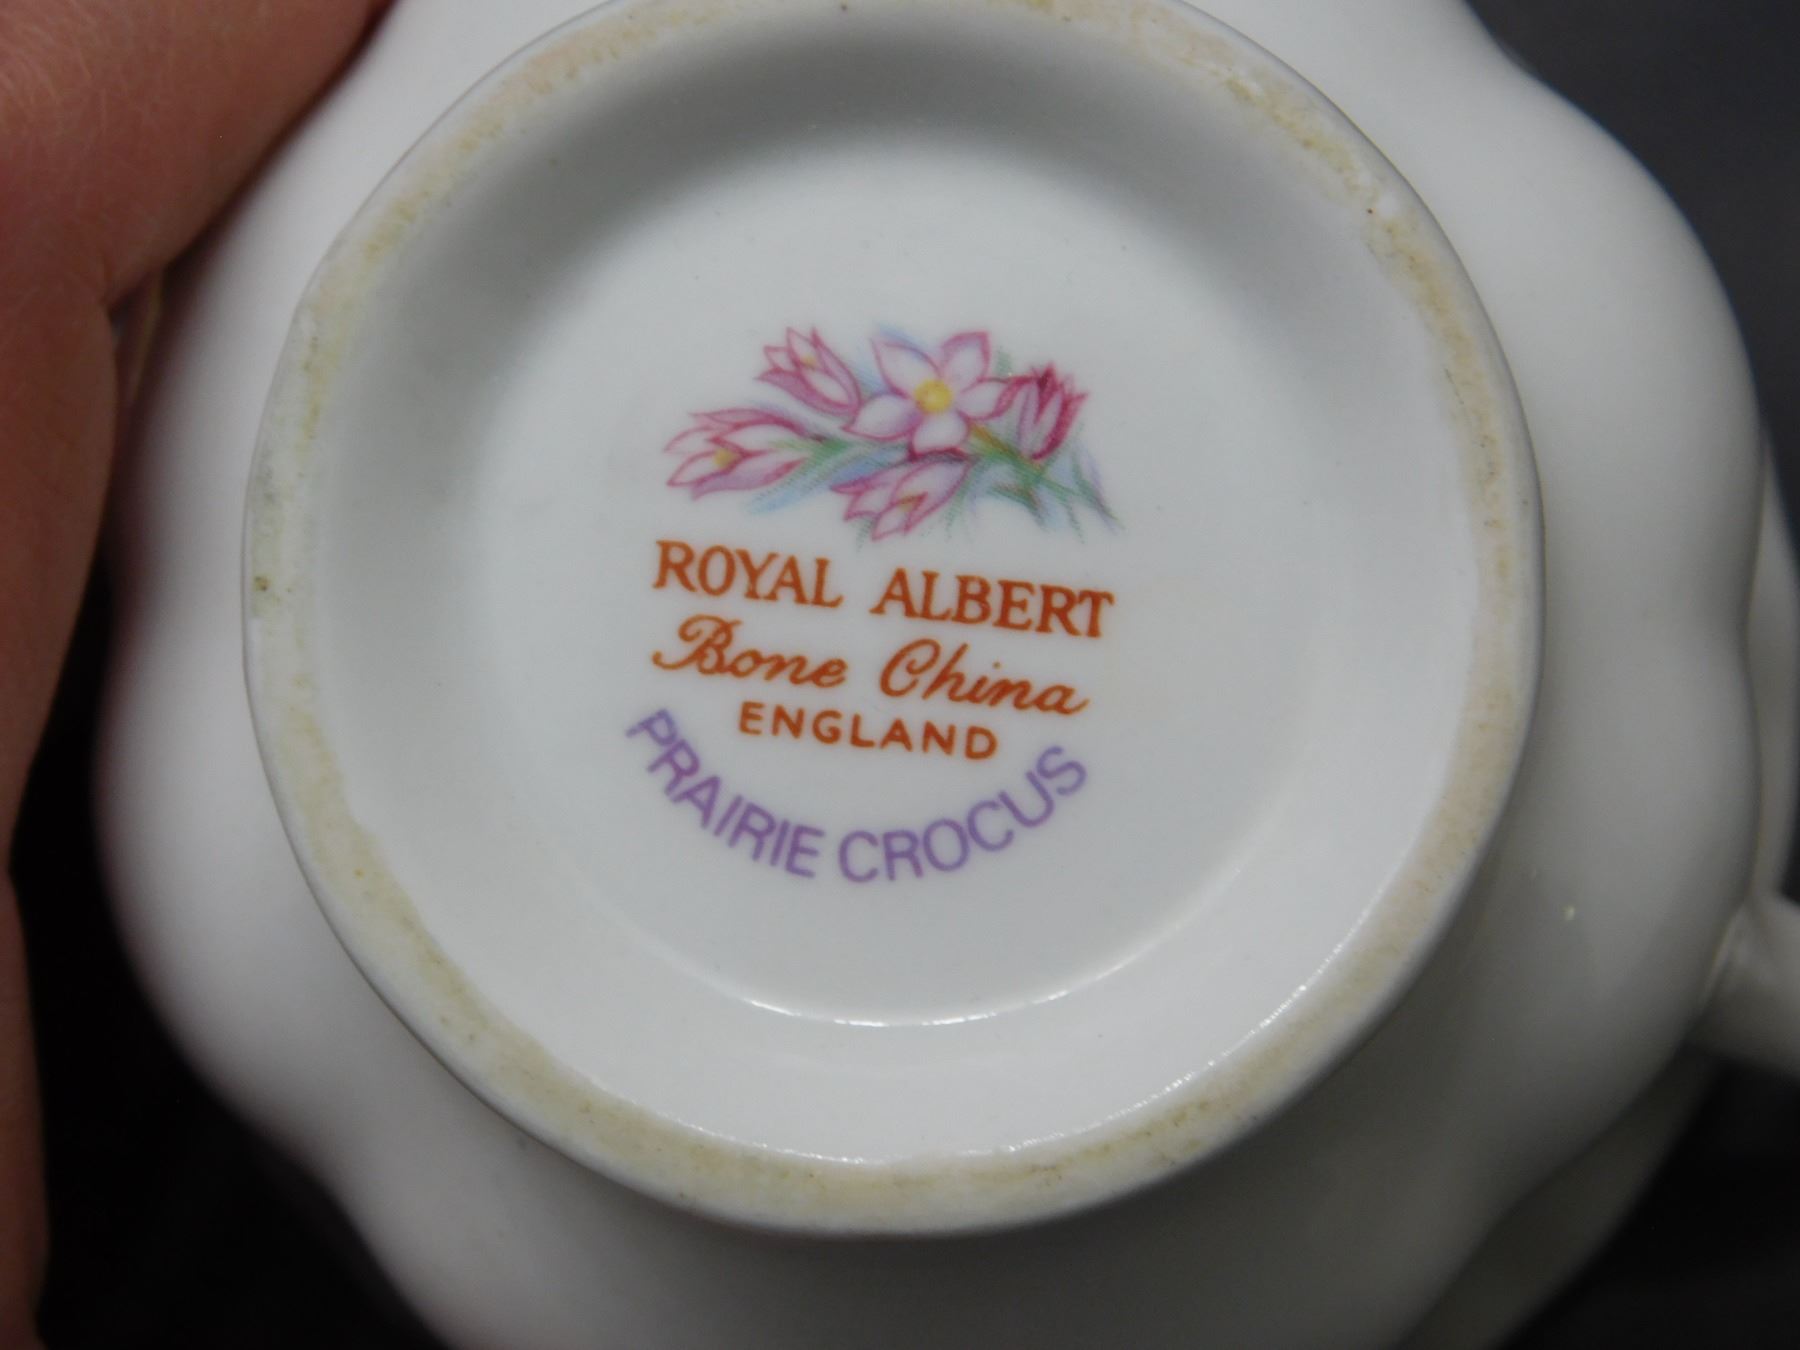 ROYAL ALBERT
Bone China
ENGLAND
PRAIRIE CROCUS